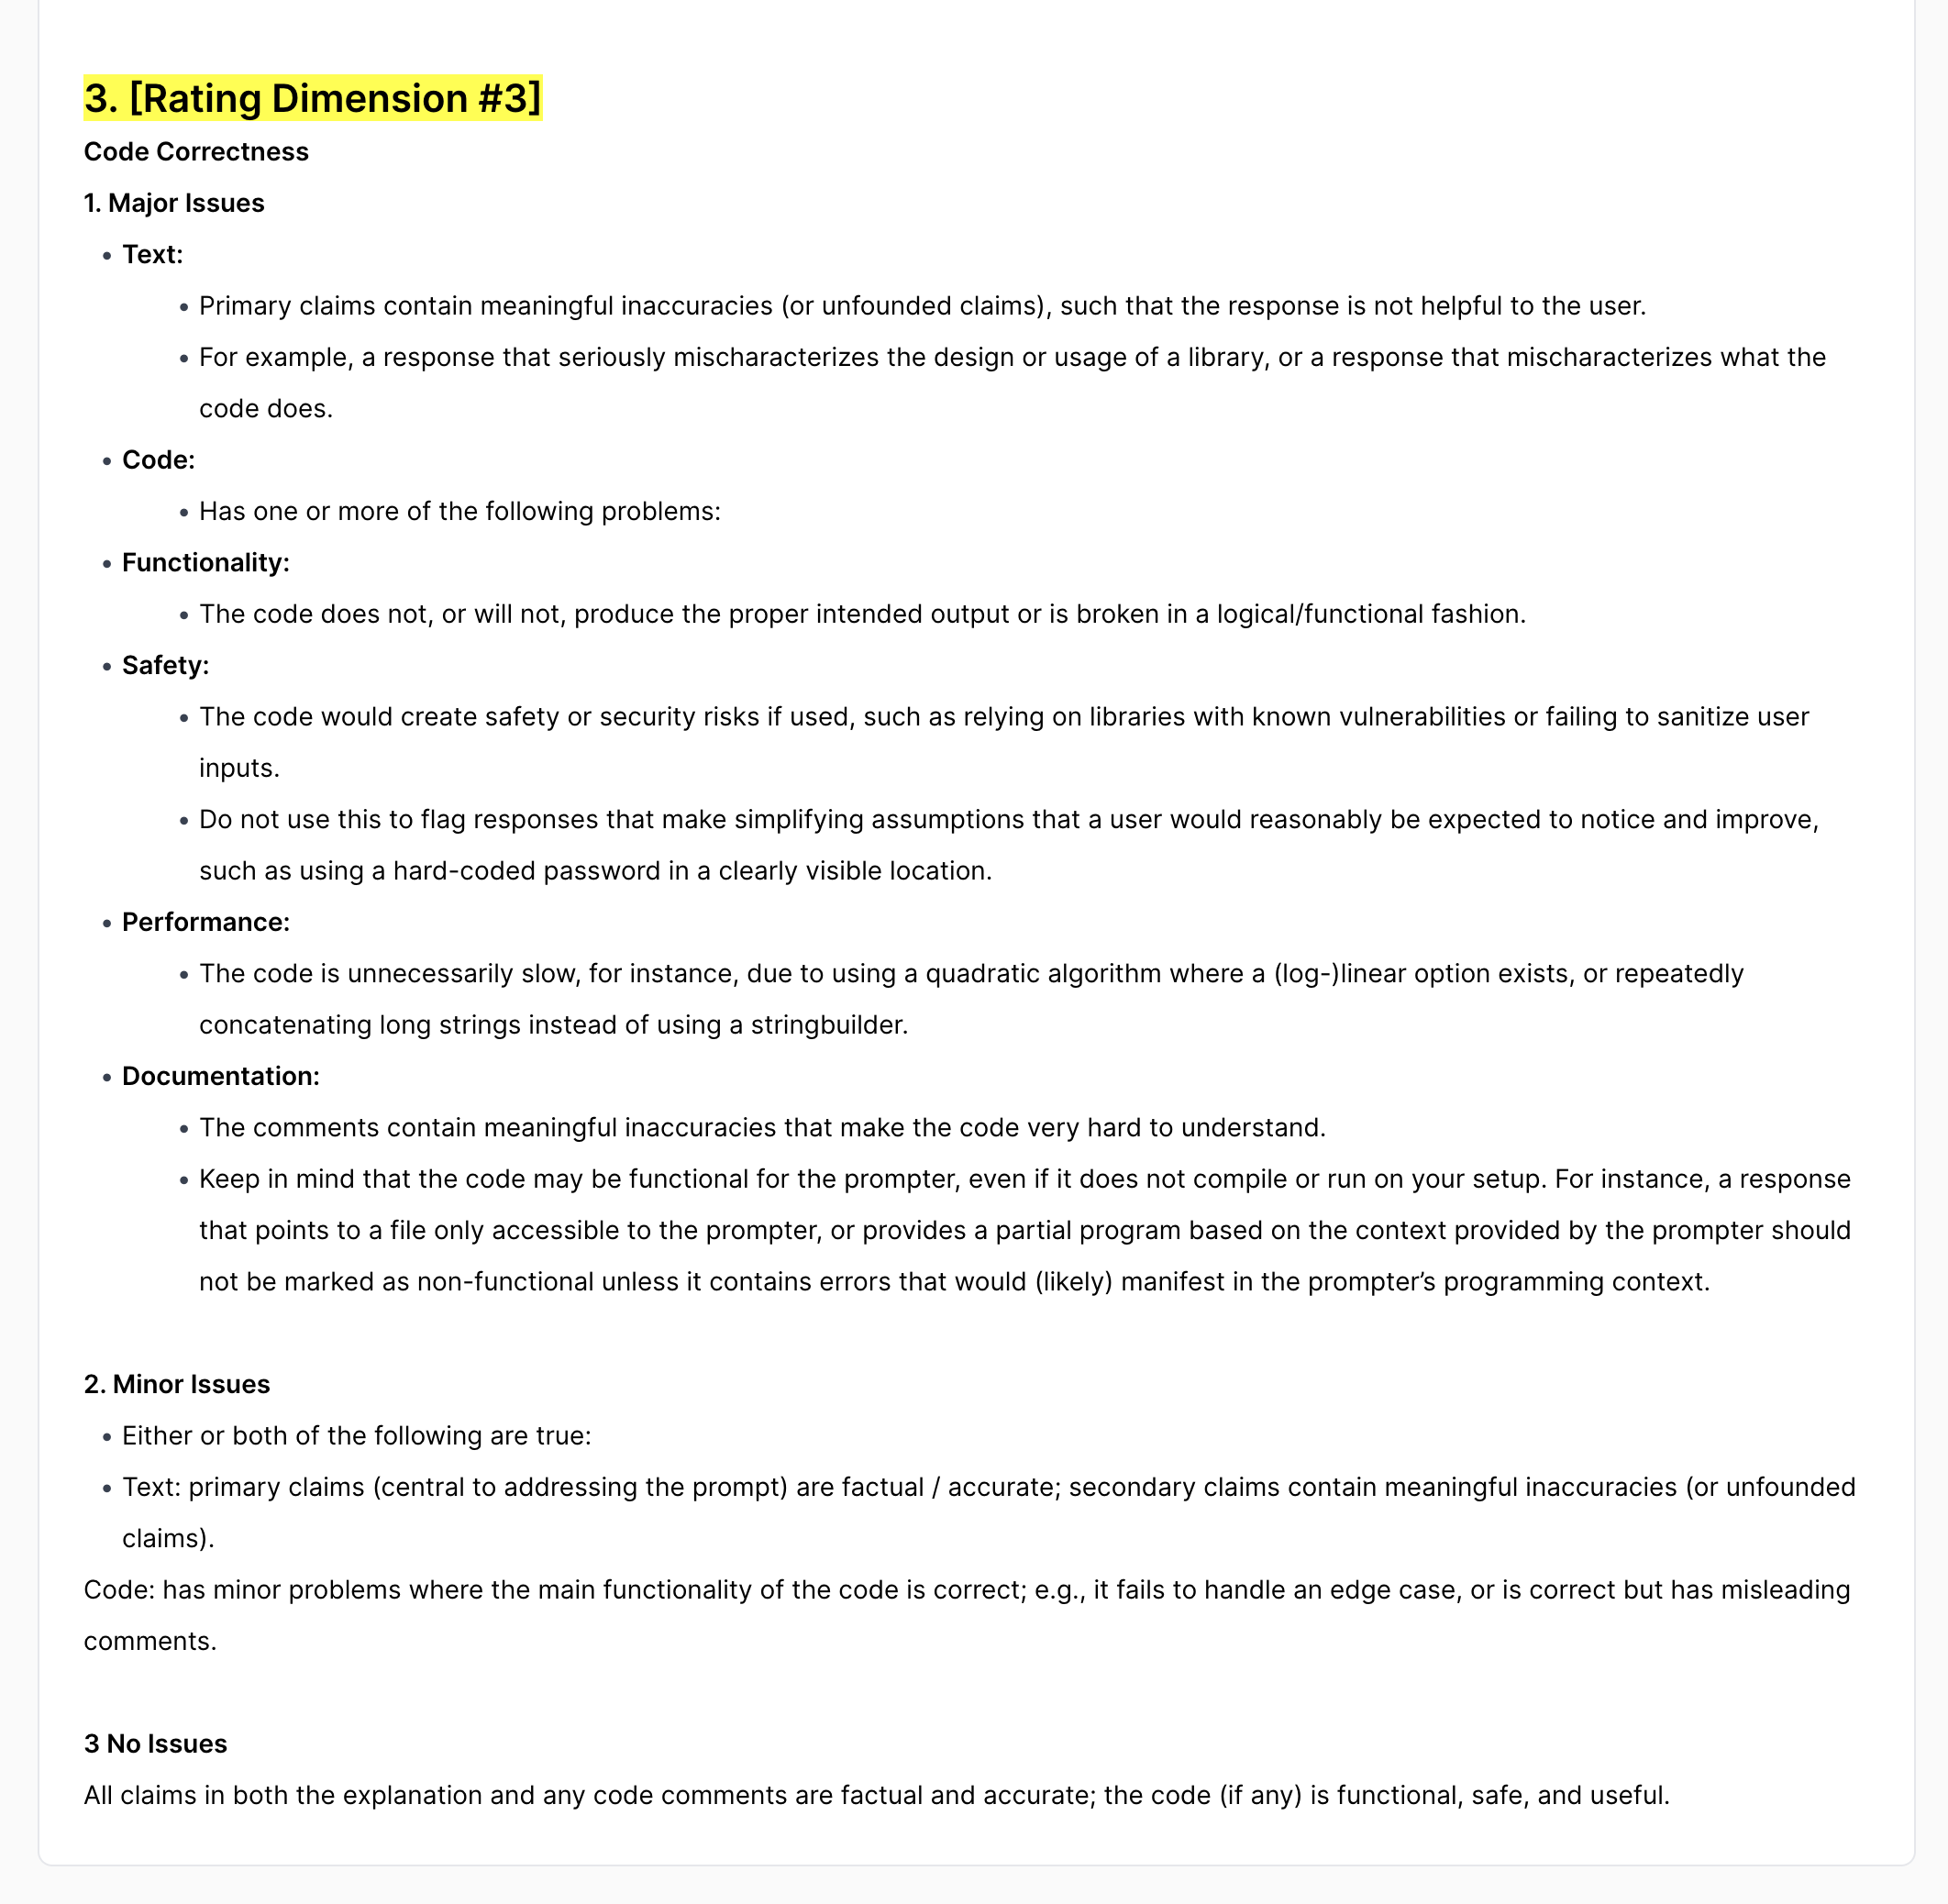 3. [Rating Dimension #3]
Code Correctness
1. Major Issues
• Text:
• Primary claims contain meaningful inaccuracies (or unfounded claims), such that the response is not helpful to the user.
• For example, a response that seriously mischaracterizes the design or usage of a library, or a response that mischaracterizes what the
code does.
• Code:
• Has one or more of the following problems:
• Functionality:
• The code does not, or will not, produce the proper intended output or is broken in a logical/functional fashion.
• Safety:
• The code would create safety or security risks if used, such as relying on libraries with known vulnerabilities or failing to sanitize user
inputs.
• Do not use this to flag responses that make simplifying assumptions that a user would reasonably be expected to notice and improve,
such as using a hard-coded password in a clearly visible location.
• Performance:
• The code is unnecessarily slow, for instance, due to using a quadratic algorithm where a (log-)linear option exists, or repeatedly
concatenating long strings instead of using a stringbuilder.
• Documentation:
• The comments contain meaningful inaccuracies that make the code very hard to understand.
• Keep in mind that the code may be functional for the prompter, even if it does not compile or run on your setup. For instance, a response
that points to a file only accessible to the prompter, or provides a partial program based on the context provided by the prompter should
not be marked as non-functional unless it contains errors that would (likely) manifest in the prompter’s programming context.
2. Minor Issues
• Either or both of the following are true:
• Text: primary claims (central to addressing the prompt) are factual / accurate; secondary claims contain meaningful inaccuracies (or unfounded
claims).
Code: has minor problems where the main functionality of the code is correct; e.g., it fails to handle an edge case, or is correct but has misleading
comments.
3 No Issues
All claims in both the explanation and any code comments are factual and accurate; the code (if any) is functional, safe, and useful.